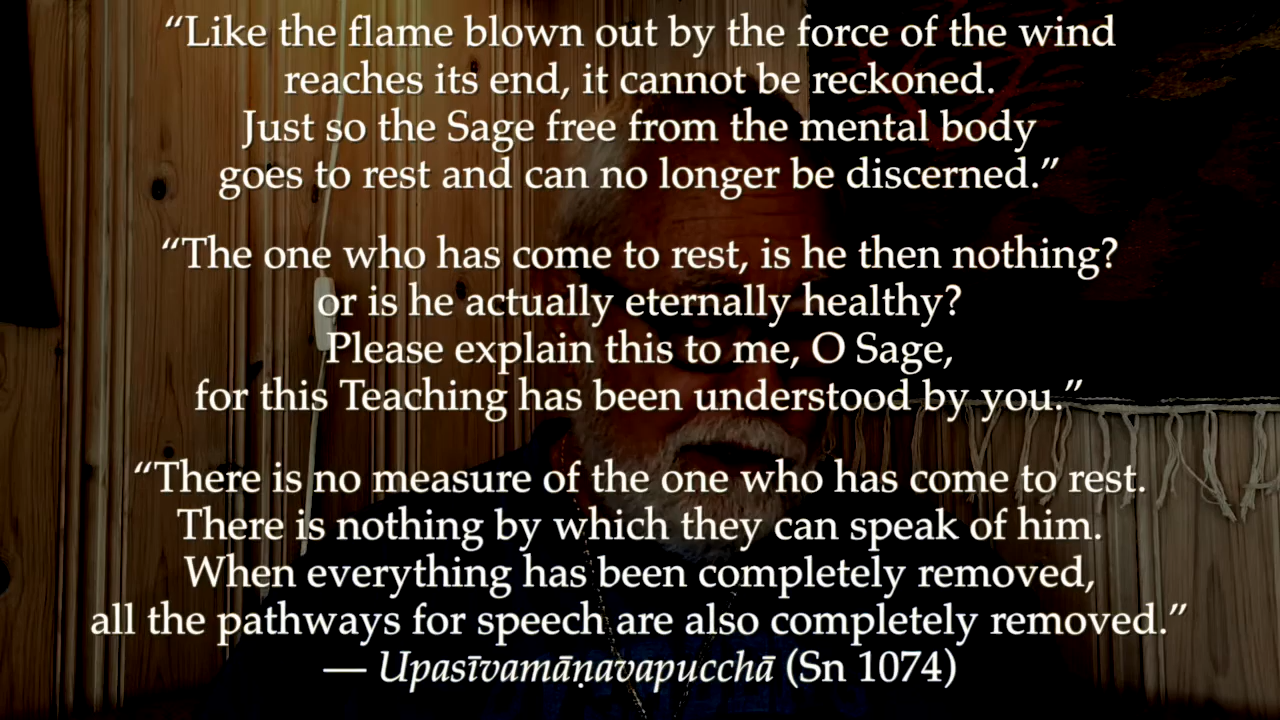 “Like the flame blown out by the force of the wind
reaches its end, it cannot be reckoned.
Just so the Sage free from the mental body
goes to rest and can no longer be discerned.”
“The one who has come to rest, is he then nothing?
or is he actually eternally healthy?
Please explain this to me, O Sage,
for this Teaching has been understood by you.”
“There is no measure of the one who has come to rest.
There is nothing by which they can speak of him.
When everything has been completely removed,
all the pathways for speech are also completely removed.”
— Upasīvamāṇavapucchā (Sn 1074)